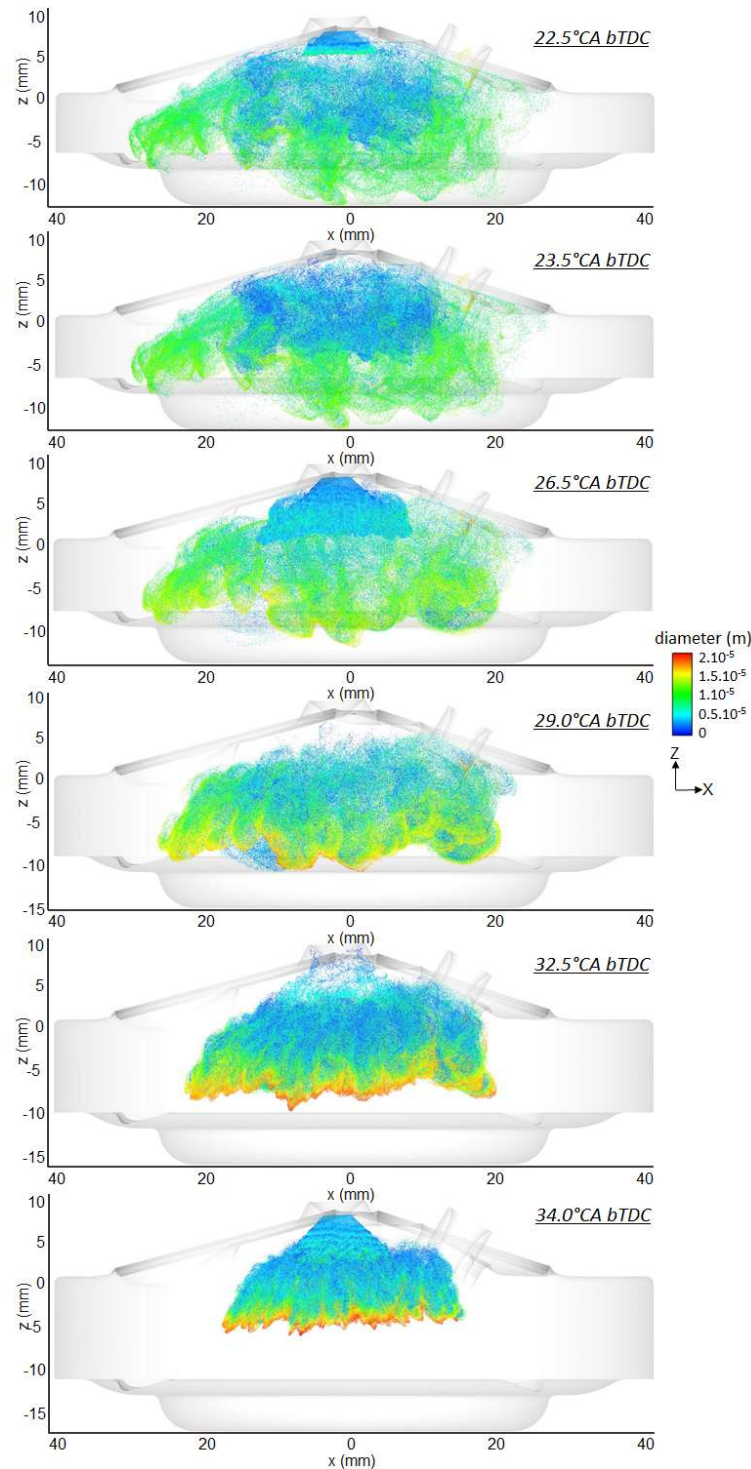 10
22.5°CA bTDC
5
z (mm)
0
-5
-10
40 20 0 20 40
x (mm)
10
23.5°CA bTDC
5
z (mm)
0
-5
-10
40 20 0 20 40
x (mm)
10
26.5°CA bTDC
5
z (mm)
0
-5
-10
40 20 0 20 40
x (mm)
diameter (m)
2.10-5
1.5.10-5
1.10-5
0.5.10-5
0
Z
X
10
29.0°CA bTDC
5
z (mm)
0
-5
-10
-15
40 20 0 20 40
x (mm)
10
32.5°CA bTDC
5
z (mm)
0
-5
-10
-15
40 20 0 20 40
x (mm)
10
34.0°CA bTDC
5
z (mm)
0
-5
-10
-15
40 20 0 20 40
x (mm)